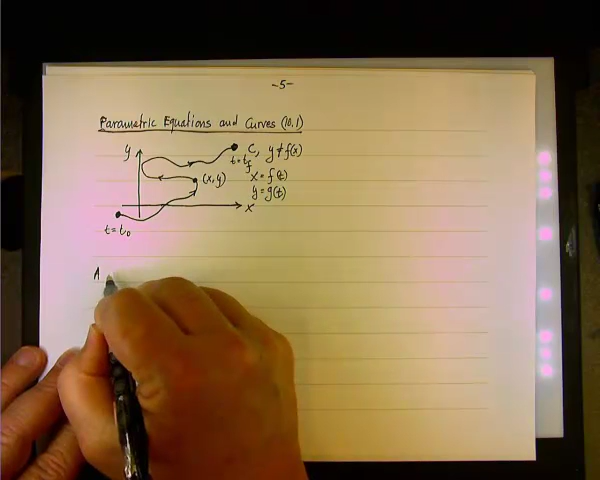 -5-
Parametric Equations and Curves (10.1)
y
C, y ≠ f(x)
t = t_f
(x, y)
x = f(t)
y = g(t)
x
t = t_0
A